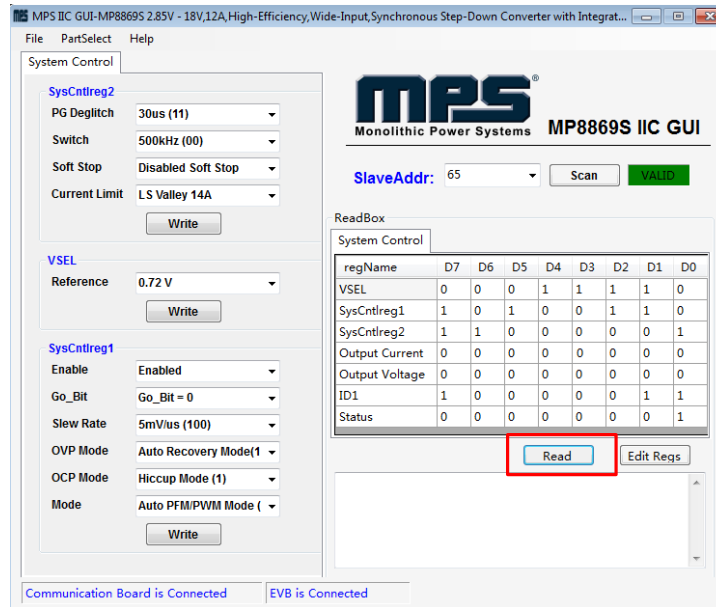 MPS IIC GUI-MP8869S 2.85V - 18V,12A,High-Efficiency,Wide-Input,Synchronous Step-Down Converter with Integrat...
File PartSelect Help
System Control
SysCntlreg2
PG Deglitch 30us (11)
Switch 500kHz (00)
Soft Stop Disabled Soft Stop
Current Limit LS Valley 14A
Write
VSEL
Reference 0.72 V
Write
SysCntlreg1
Enable Enabled
Go_Bit Go_Bit = 0
Slew Rate 5mV/us (100)
OVP Mode Auto Recovery Mode(1
OCP Mode Hiccup Mode (1)
Mode Auto PFM/PWM Mode (
Write
mps®
Monolithic Power Systems
MP8869S IIC GUI
SlaveAddr: 65 Scan VALID
ReadBox
System Control
regName D7 D6 D5 D4 D3 D2 D1 D0
VSEL 0 0 0 1 1 1 1 0
SysCntlreg1 1 0 1 0 0 1 1 0
SysCntlreg2 1 1 0 0 0 0 0 1
Output Current 0 0 0 0 0 0 0 0
Output Voltage 0 0 0 0 0 0 0 0
ID1 1 0 0 0 0 0 1 1
Status 0 0 0 0 0 0 0 1
Read Edit Regs
Communication Board is Connected EVB is Connected